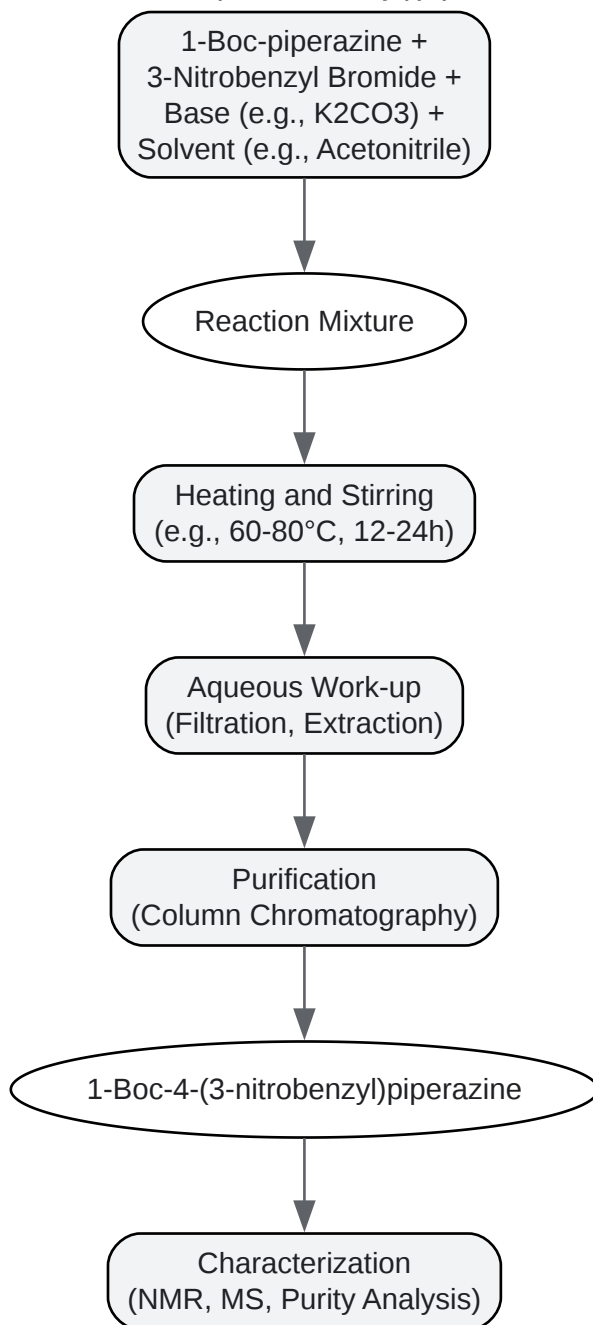 1-Boc-piperazine +
3-Nitrobenzyl Bromide +
Base (e.g., K2CO3) +
Solvent (e.g., Acetonitrile)
Reaction Mixture
Heating and Stirring
(e.g., 60-80°C, 12-24h)
Aqueous Work-up
(Filtration, Extraction)
Purification
(Column Chromatography)
1-Boc-4-(3-nitrobenzyl)piperazine
Characterization
(NMR, MS, Purity Analysis)